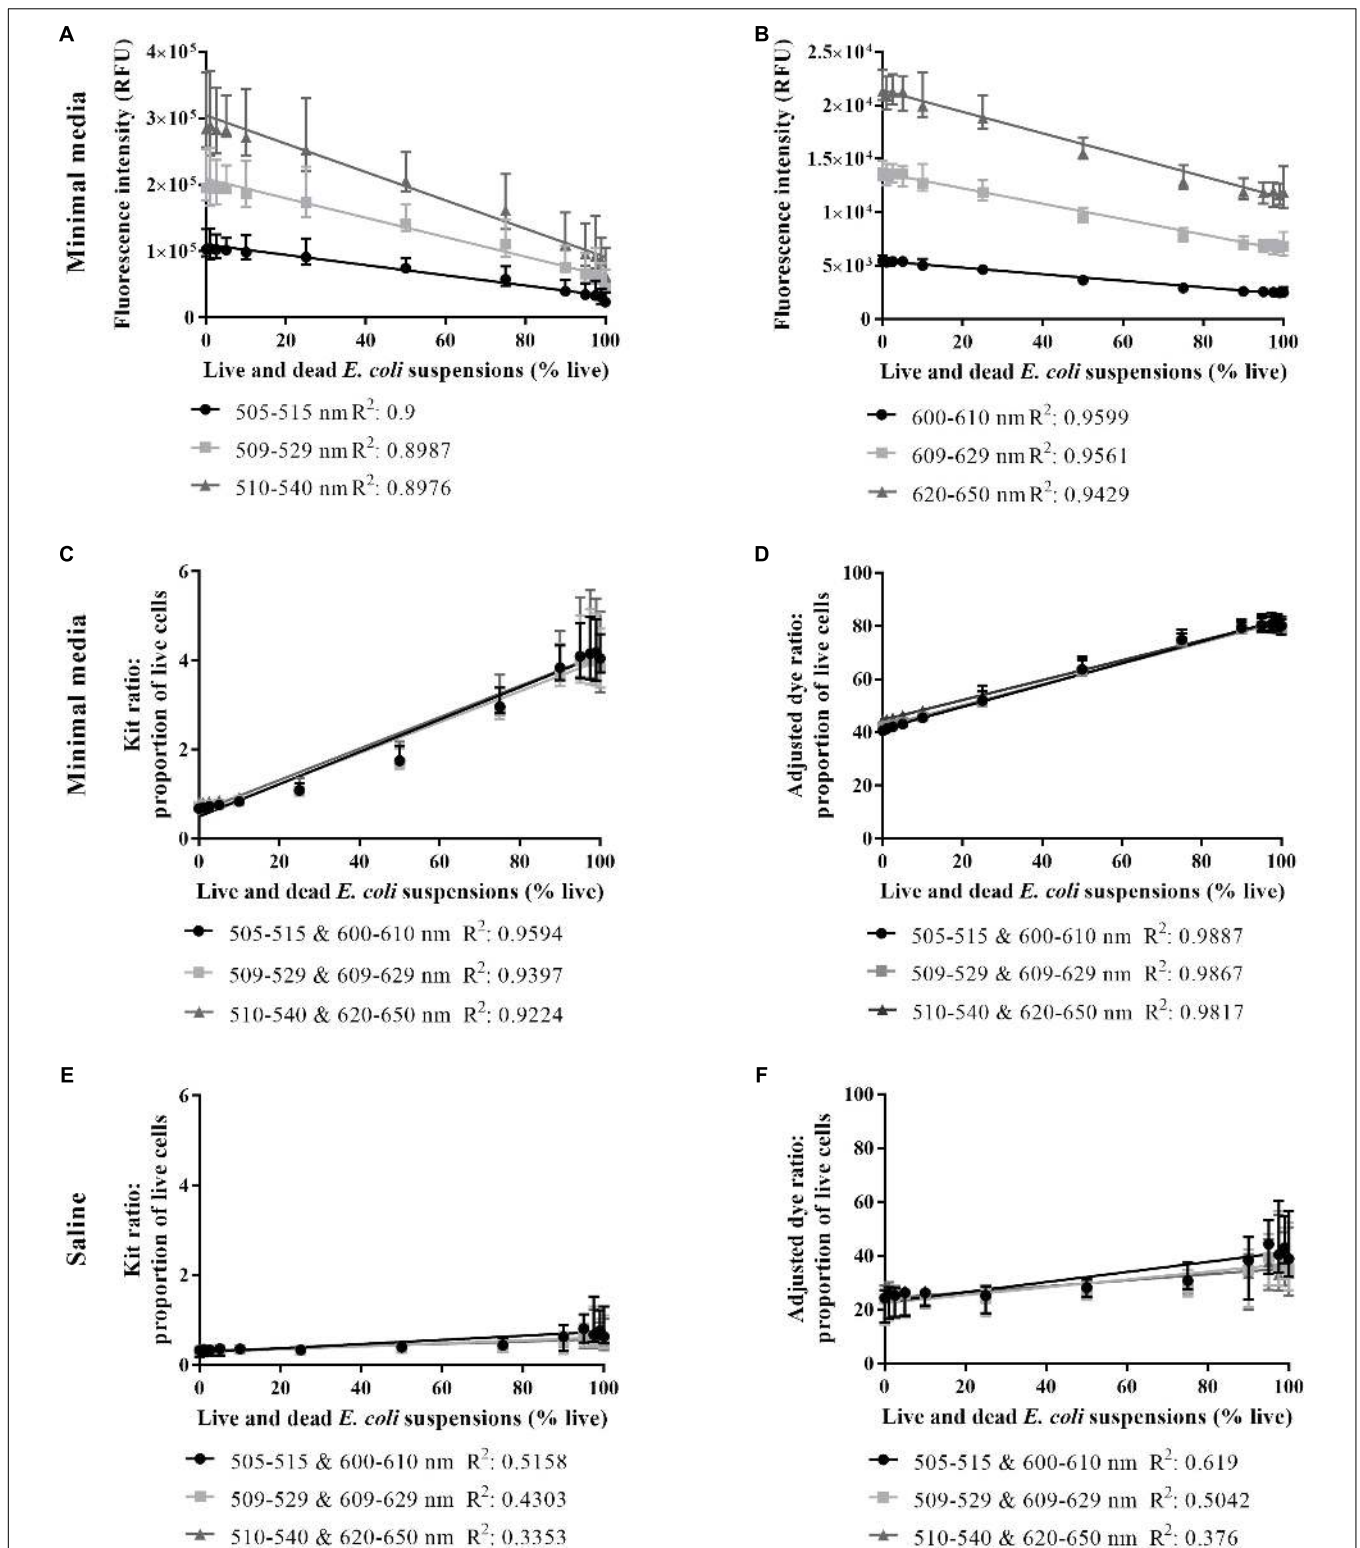 A
Minimal media
Fluorescence intensity (RFU)
4×10⁵
3×10⁵
2×10⁵
1×10⁵
0
0 20 40 60 80 100
Live and dead E. coli suspensions (% live)
505-515 nm R²: 0.9
509-529 nm R²: 0.8987
510-540 nm R²: 0.8976
B
Fluorescence intensity (RFU)
2.5×10⁴
2×10⁴
1.5×10⁴
1×10⁴
5×10³
0
0 20 40 60 80 100
Live and dead E. coli suspensions (% live)
600-610 nm R²: 0.9599
609-629 nm R²: 0.9561
620-650 nm R²: 0.9429
C
Minimal media
Kit ratio:
proportion of live cells
6
4
2
0
0 20 40 60 80 100
Live and dead E. coli suspensions (% live)
505-515 & 600-610 nm R²: 0.9594
509-529 & 609-629 nm R²: 0.9397
510-540 & 620-650 nm R²: 0.9224
D
Adjusted dye ratio:
proportion of live cells
100
80
60
40
20
0
0 20 40 60 80 100
Live and dead E. coli suspensions (% live)
505-515 & 600-610 nm R²: 0.9887
509-529 & 609-629 nm R²: 0.9867
510-540 & 620-650 nm R²: 0.9817
E
Saline
Kit ratio:
proportion of live cells
6
4
2
0
0 20 40 60 80 100
Live and dead E. coli suspensions (% live)
505-515 & 600-610 nm R²: 0.5158
509-529 & 609-629 nm R²: 0.4303
510-540 & 620-650 nm R²: 0.3353
F
Adjusted dye ratio:
proportion of live cells
100
80
60
40
20
0
0 20 40 60 80 100
Live and dead E. coli suspensions (% live)
505-515 & 600-610 nm R²: 0.619
509-529 & 609-629 nm R²: 0.5042
510-540 & 620-650 nm R²: 0.376